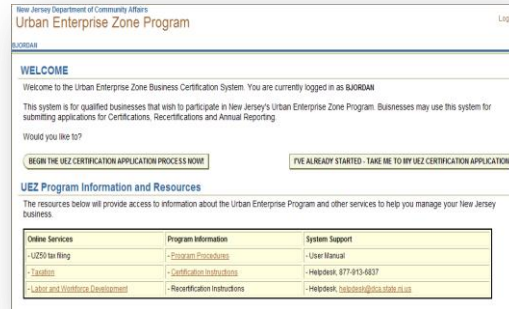 New Jersey Department of Community Affairs
Urban Enterprise Zone Program
Log
BJORDAN
WELCOME
Welcome to the Urban Enterprise Zone Business Certification System. You are currently logged in as BJORDAN
This system is for qualified businesses that wish to participate in New Jersey's Urban Enterprise Zone Program. Buisnesses may use this system for
submitting applications for Certifications, Recertifications and Annual Reporting.
Would you like to?
BEGIN THE UEZ CERTIFICATION APPLICATION PROCESS NOW! I'VE ALREADY STARTED - TAKE ME TO MY UEZ CERTIFICATION APPLICATION
UEZ Program Information and Resources
The resources below will provide access to information about the Urban Enterprise Program and other services to help you manage your New Jersey
business.
Online Services Program Information System Support
- UZ50 tax filing - Program Procedures - User Manual
- Taxation - Certification Instructions - Helpdesk, 877-913-6837
- Labor and Workforce Development - Recertification Instructions - Helpdesk, helpdesk@dca.state.nj.us